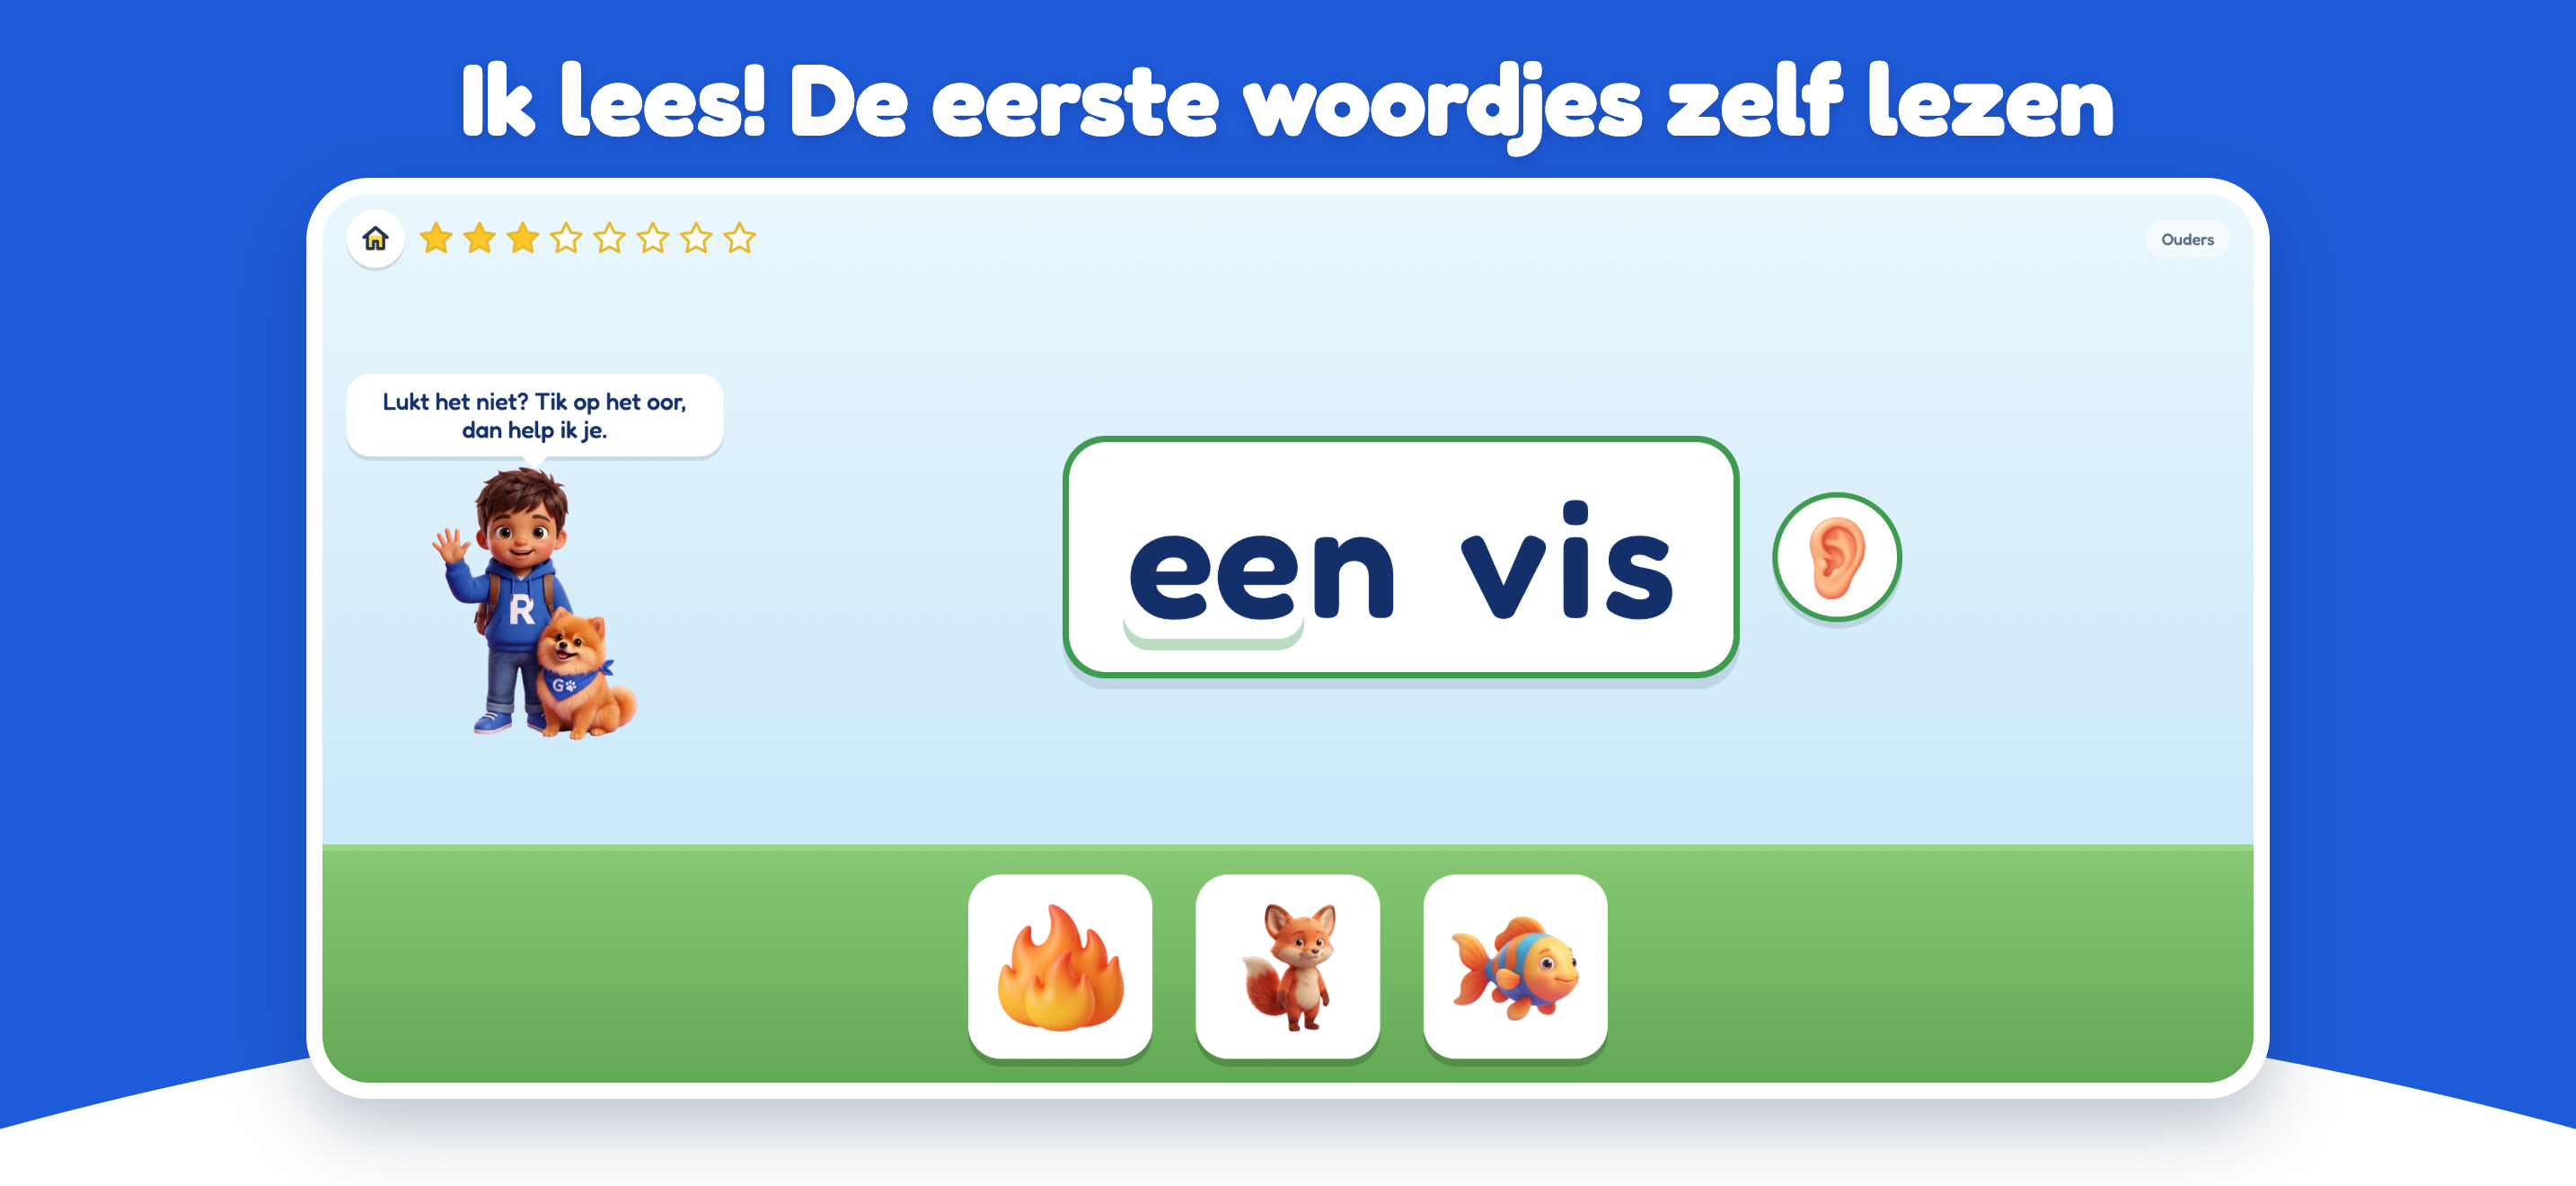 Ik lees! De eerste woordjes zelf lezen
Ouders
Lukt het niet? Tik op het oor,
dan help ik je.
een vis
R
G